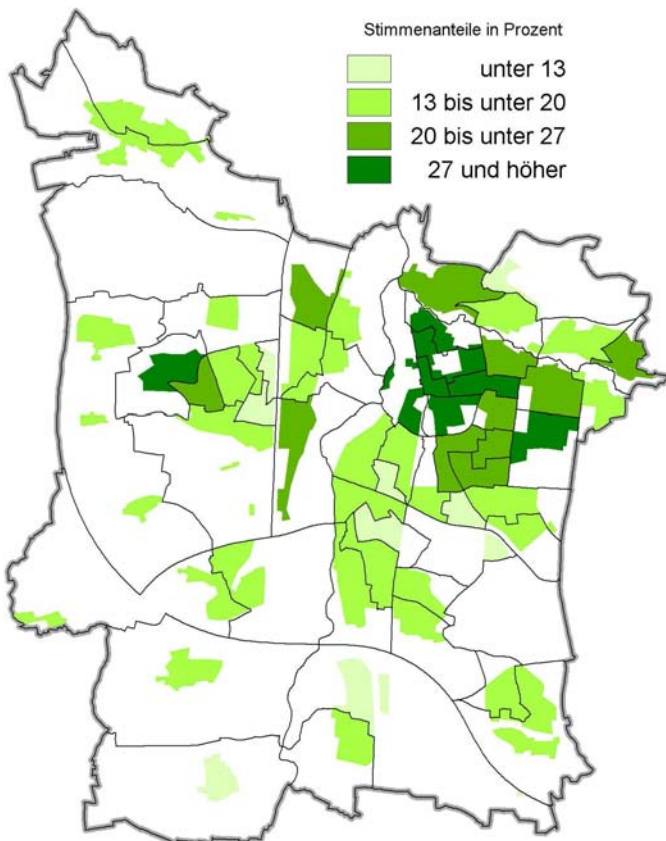 Stimmenanteile in Prozent
unter 13
13 bis unter 20
20 bis unter 27
27 und höher